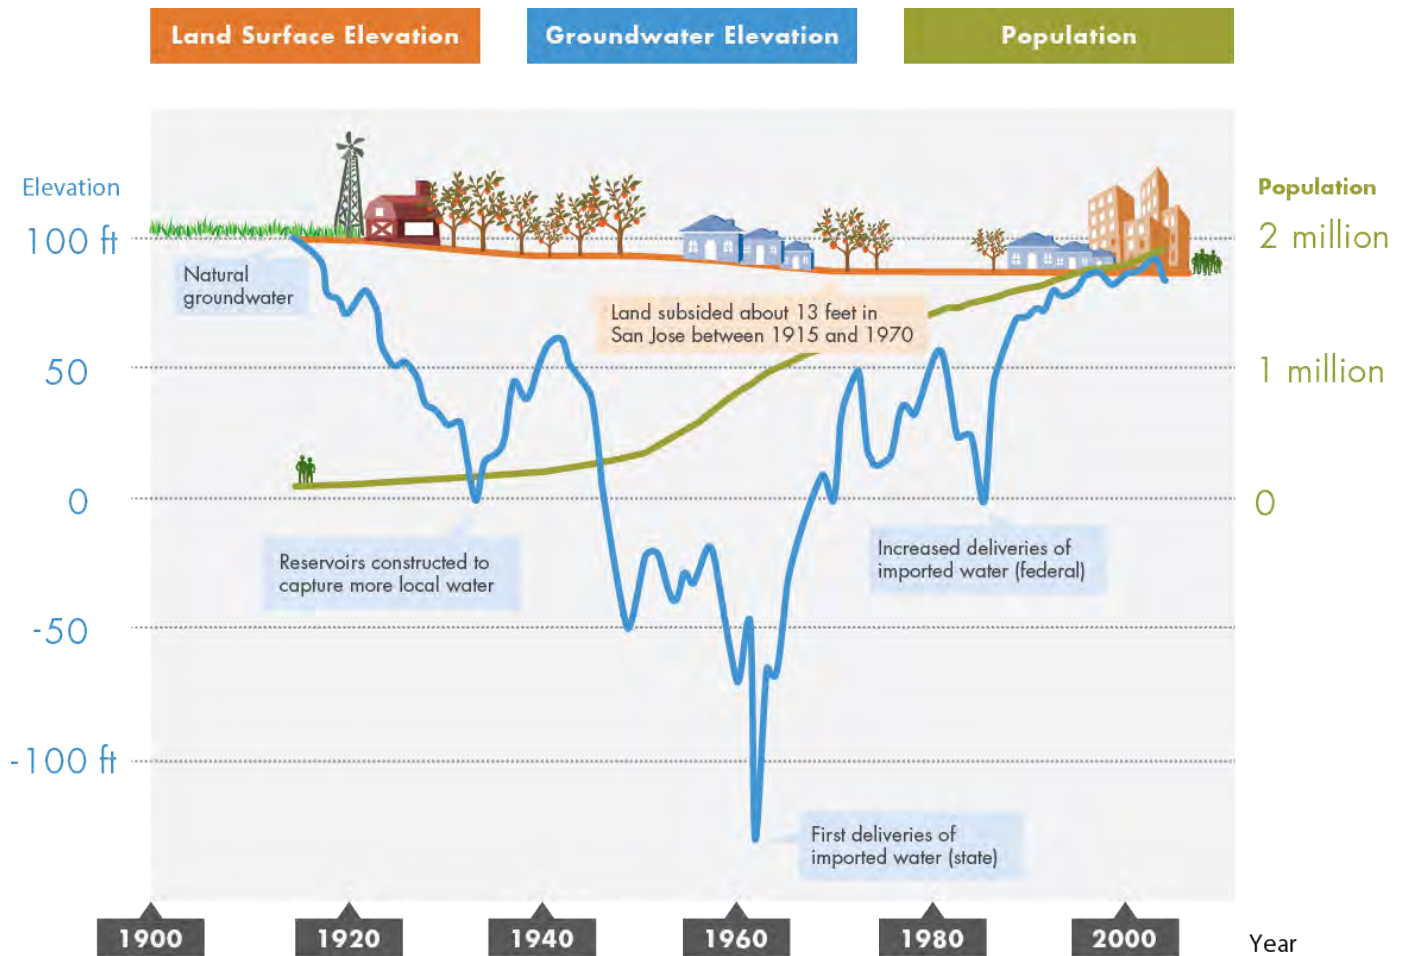 Land Surface Elevation
Groundwater Elevation
Population
Elevation
Population
100 ft
2 million
Natural
groundwater
Land subsided about 13 feet in
San Jose between 1915 and 1970
50
1 million
0
0
Reservoirs constructed to
capture more local water
Increased deliveries of
imported water (federal)
-50
-100 ft
First deliveries of
imported water (state)
1900
1920
1940
1960
1980
2000
Year